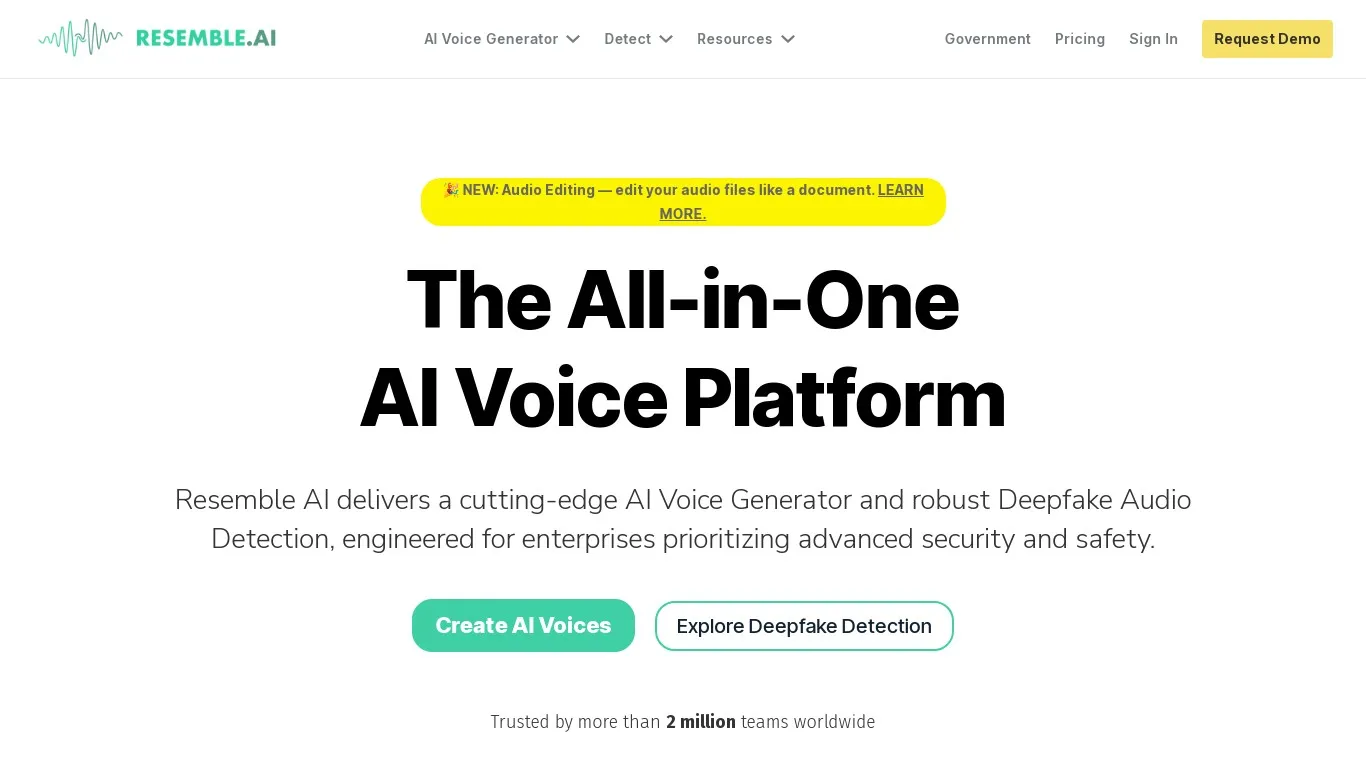 RESEMBLE.AI
AI Voice Generator
Detect
Resources
Government
Pricing
Sign In
Request Demo
🎉 NEW: Audio Editing — edit your audio files like a document. LEARN
MORE.
The All-in-One
AI Voice Platform
Resemble AI delivers a cutting-edge AI Voice Generator and robust Deepfake Audio
Detection, engineered for enterprises prioritizing advanced security and safety.
Create AI Voices
Explore Deepfake Detection
Trusted by more than 2 million teams worldwide